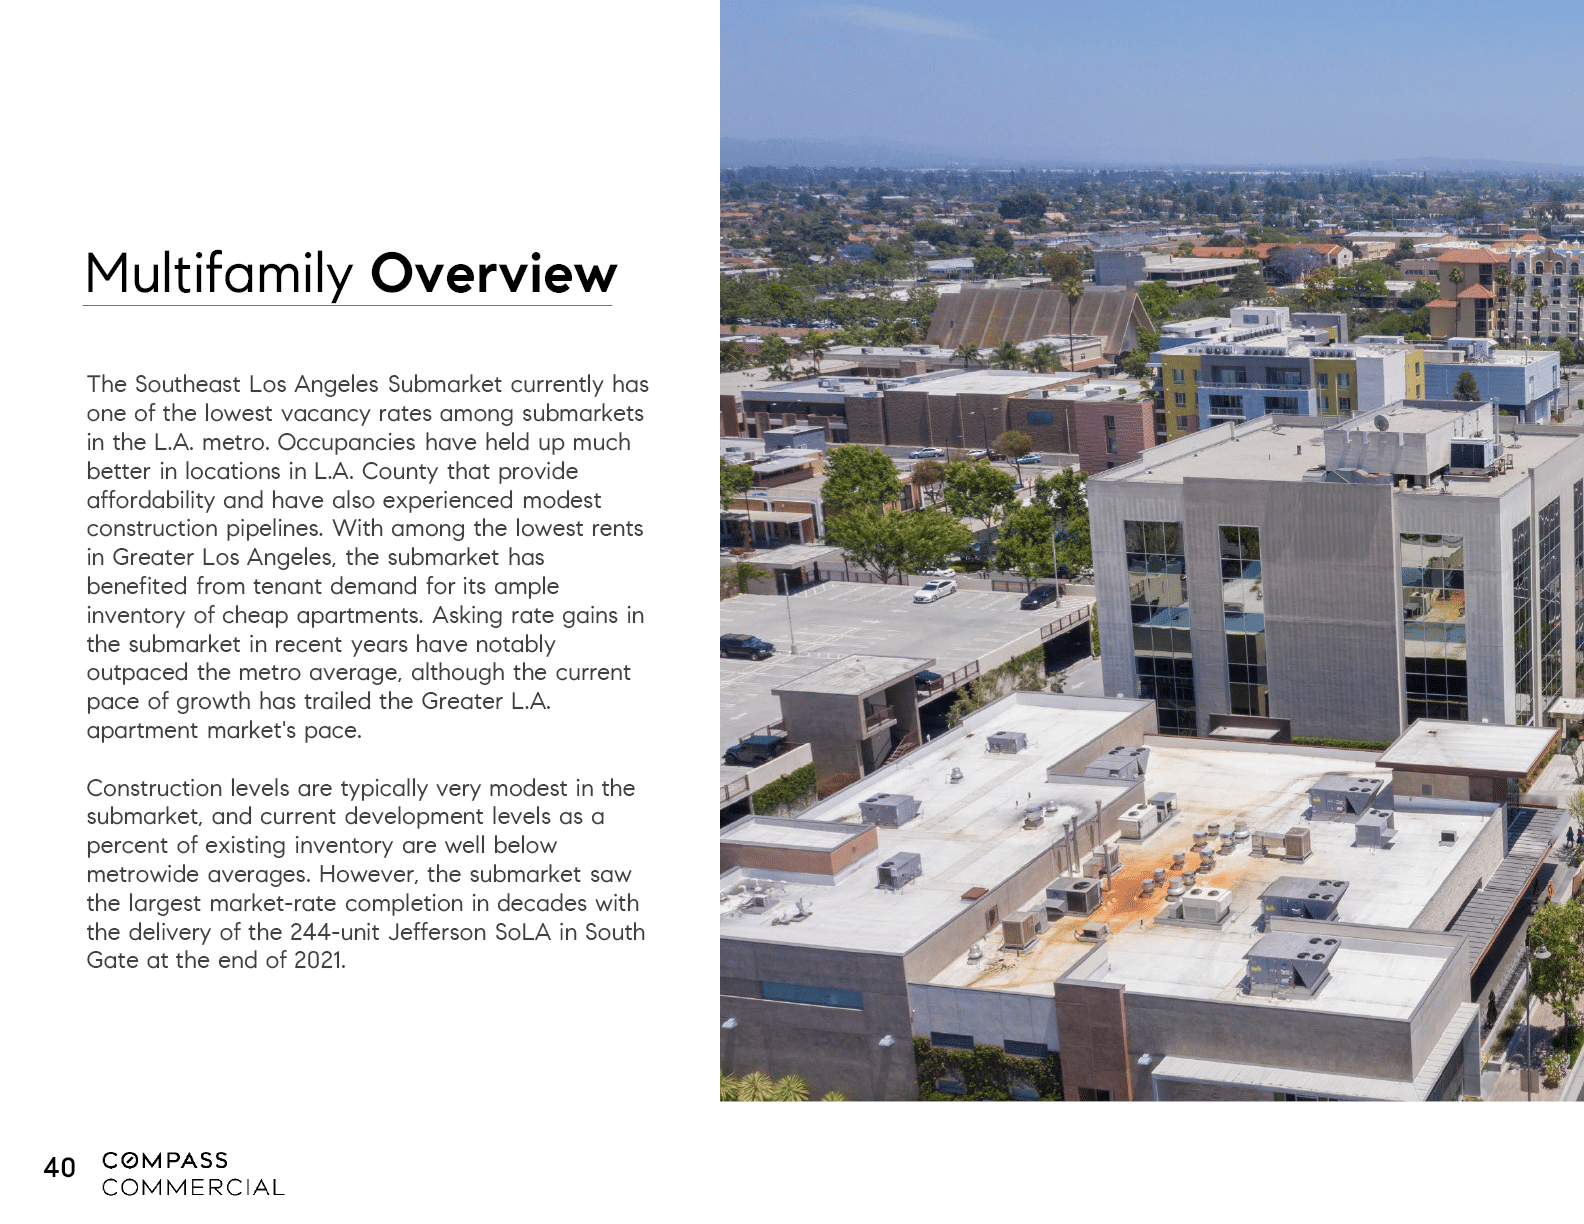 Multifamily Overview
The Southeast Los Angeles Submarket currently has
one of the lowest vacancy rates among submarkets
in the L.A. metro. Occupancies have held up much
better in locations in L.A. County that provide
affordability and have also experienced modest
construction pipelines. With among the lowest rents
in Greater Los Angeles, the submarket has
benefited from tenant demand for its ample
inventory of cheap apartments. Asking rate gains in
the submarket in recent years have notably
outpaced the metro average, although the current
pace of growth has trailed the Greater L.A.
apartment market's pace.
Construction levels are typically very modest in the
submarket, and current development levels as a
percent of existing inventory are well below
metrowide averages. However, the submarket saw
the largest market-rate completion in decades with
the delivery of the 244-unit Jefferson SoLA in South
Gate at the end of 2021.
40
COMPASS
COMMERCIAL